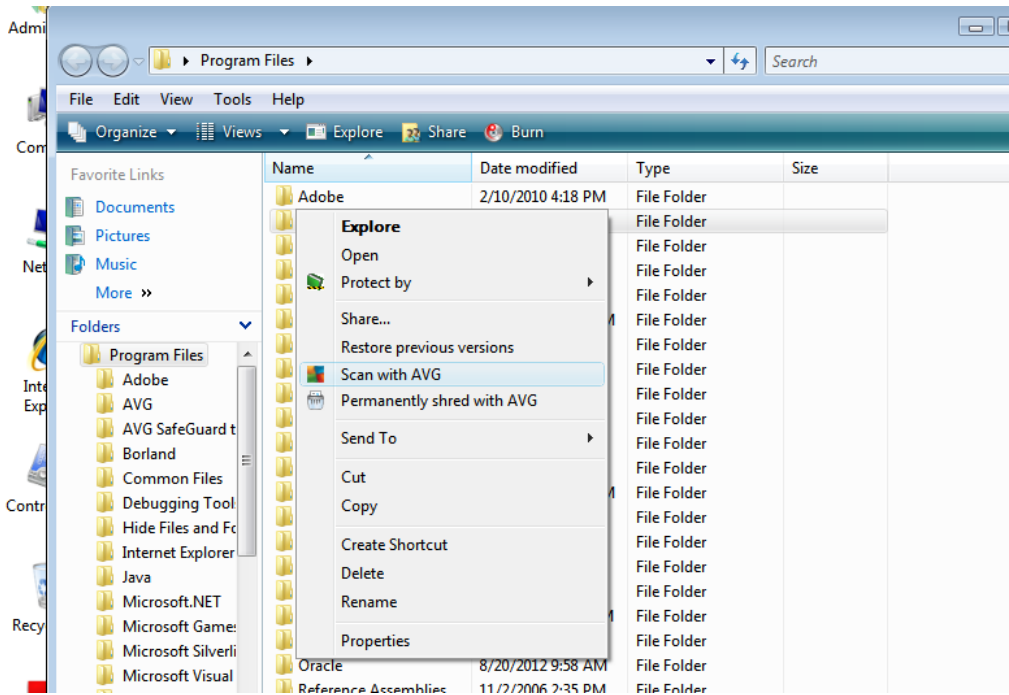 Admi
Program Files
Search
File Edit View Tools Help
Organize Views Explore Share Burn
Com
Favorite Links
Documents
Pictures
Music
More »
Net
Folders
Program Files
Adobe
AVG
AVG SafeGuard t
Borland
Common Files
Debugging Tool
Hide Files and Fo
Internet Explorer
Java
Microsoft.NET
Microsoft Game
Microsoft Silverli
Microsoft Visual
Inte
Exp
Contr
Recy
Name Date modified Type Size
Adobe 2/10/2010 4:18 PM File Folder
File Folder
File Folder
File Folder
File Folder
M File Folder
File Folder
File Folder
File Folder
File Folder
File Folder
File Folder
M File Folder
File Folder
File Folder
File Folder
File Folder
M File Folder
File Folder
Oracle 8/20/2012 9:58 AM File Folder
Reference Assemblies 11/2/2006 2:35 PM File Folder
Explore
Open
Protect by
Share...
Restore previous versions
Scan with AVG
Permanently shred with AVG
Send To
Cut
Copy
Create Shortcut
Delete
Rename
Properties